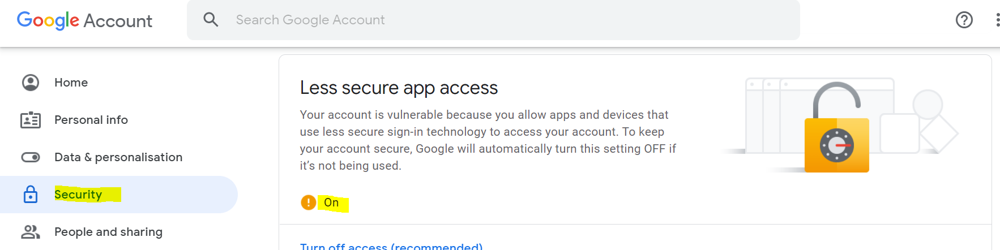 Google Account
Search Google Account
Home
Personal info
Data & personalisation
Security
People and sharing
Less secure app access
Your account is vulnerable because you allow apps and devices that
use less secure sign-in technology to access your account. To keep
your account secure, Google will automatically turn this setting OFF if
it’s not being used.
On
Turn off access (recommended)